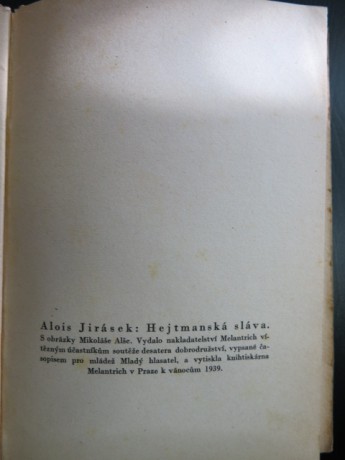 Alois Jirásek: Hejtmanská sláva.
S obrázky Mikoláše Alše. Vydalo nakladatelství Melantrich ví-
tězným účastníkům soutěže desatera dobrodružství, vypsané ča-
sopisem pro mládež Mladý hlasatel, a vytiskla knihtiskárna
Melantrich v Praze k vánocům 1939.